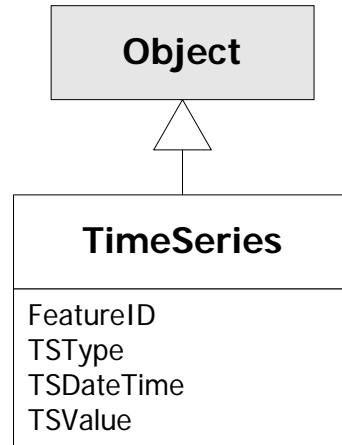 Object
TimeSeries
FeatureID
TSType
TSDateTime
TSValue